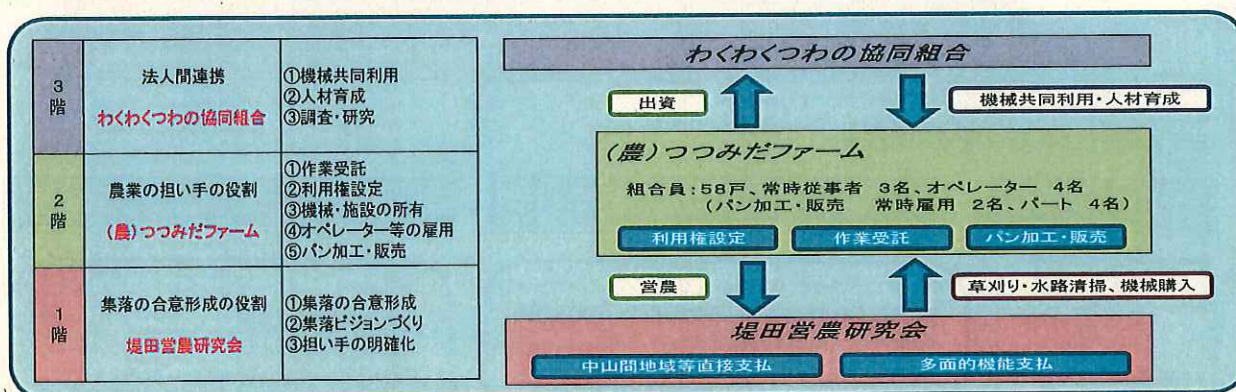 3階
法人間連携
わくわくつわの協同組合
①機械共同利用
②人材育成
③調査・研究
2階
農業の担い手の役割
(農)つつみだファーム
①作業受託
②利用権設定
③機械・施設の所有
④オペレーター等の雇用
⑤パン加工・販売
1階
集落の合意形成の役割
堤田営農研究会
①集落の合意形成
②集落ビジョンづくり
③担い手の明確化
わくわくつわの協同組合
出資
機械共同利用・人材育成
(農)つつみだファーム
組合員:58戸、常時従事者 3名、オペレーター 4名
(パン加工・販売 常時雇用 2名、パート 4名)
利用権設定 作業受託 パン加工・販売
営農
草刈り・水路清掃、機械購入
堤田営農研究会
中山間地域等直接支払 多面的機能支払